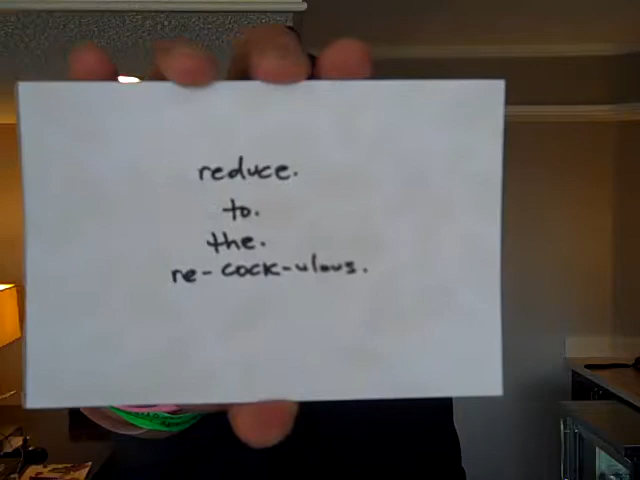 reduce.
to.
the.
re-cock-ulous.